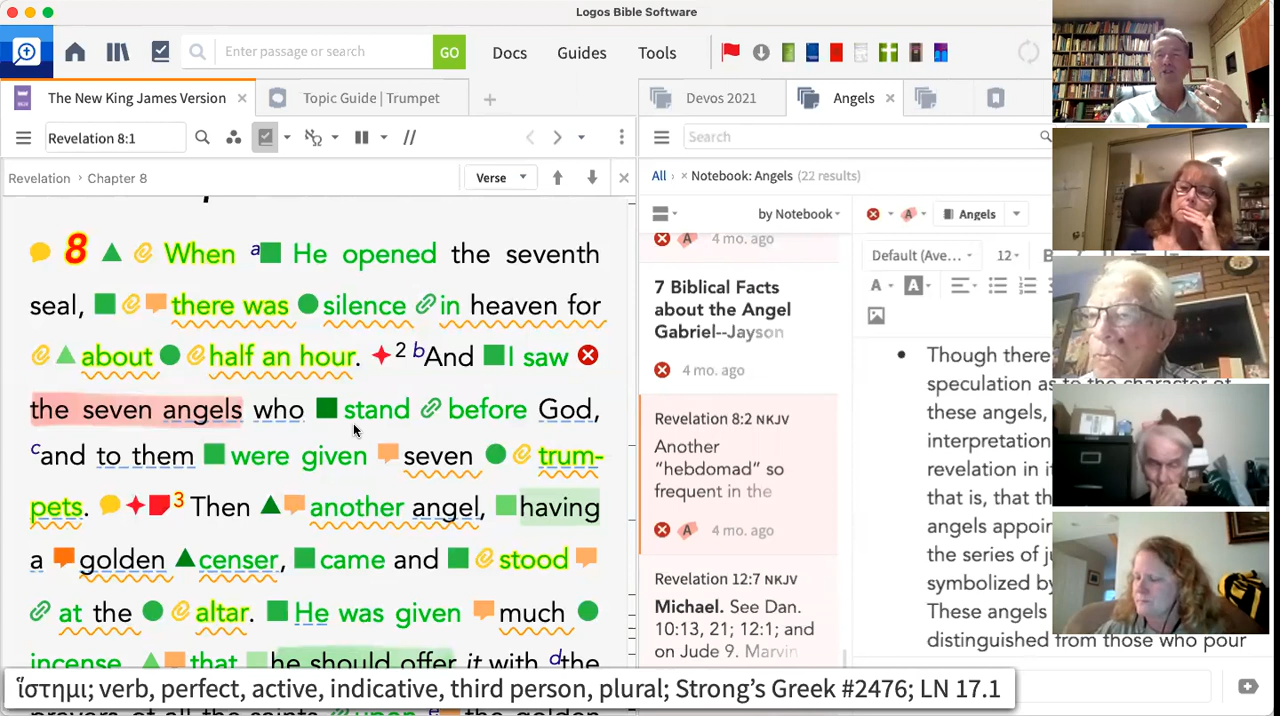 Logos Bible Software
Enter passage or search
GO
Docs
Guides
Tools
The New King James Version
Topic Guide | Trumpet
Devos 2021
Angels
Revelation 8:1
Search
Revelation › Chapter 8
Verse
All › × Notebook: Angels (22 results)
by Notebook
A
Angels
8 When a He opened the seventh
seal, there was silence in heaven for
about half an hour. 2 b And I saw
the seven angels who stand before God,
c and to them were given seven trum-
pets. 3 Then another angel, having
a golden censer, came and stood
at the altar. He was given much
incense that he should offer it with d the
prayers of all the saints upon e the golden
A 4 mo. ago
7 Biblical Facts
about the Angel
Gabriel--Jayson
4 mo. ago
Revelation 8:2 NKJV
Another
“hebdomad” so
frequent in the
A 4 mo. ago
Revelation 12:7 NKJV
Michael. See Dan.
10:13, 21; 12:1; and
on Jude 9. Marvin
Default (Ave...
12
B
A
A
• Though there
speculation as to the character of
these angels,
interpretation
revelation in it
that is, that th
angels appoin
the series of ju
symbolized by
These angels
distinguished from those who pour
ἵστημι; verb, perfect, active, indicative, third person, plural; Strong’s Greek #2476; LN 17.1